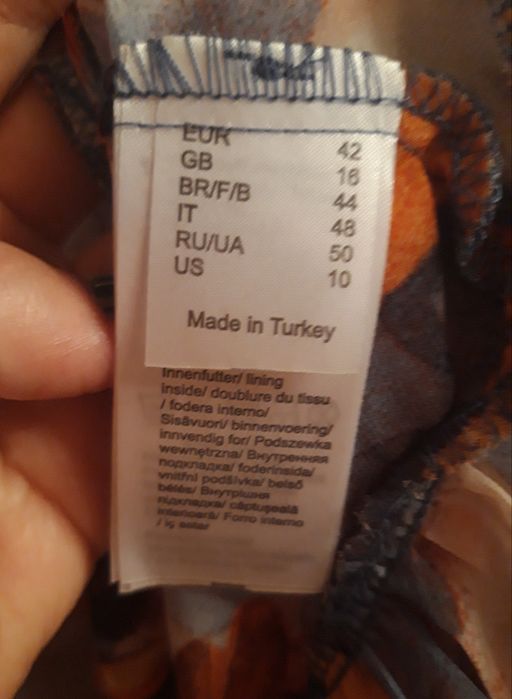 EUR 42
GB 16
BR/F/B 44
IT 48
RU/UA 50
US 10
Made in Turkey
Innenfutter/ lining
inside/ doublure du tissu
/ fodera interno/
Sisävuori/ binnenvoering/
innvendig for/ Podszewka
wewnętrzna/ Внутренняя
подкладка/ foderinsida/
vnitřní podšívka/ belső
bélés/ Внутрішня
підкладка/ căptușeală
interioară/ Forro interno
/ iç astar